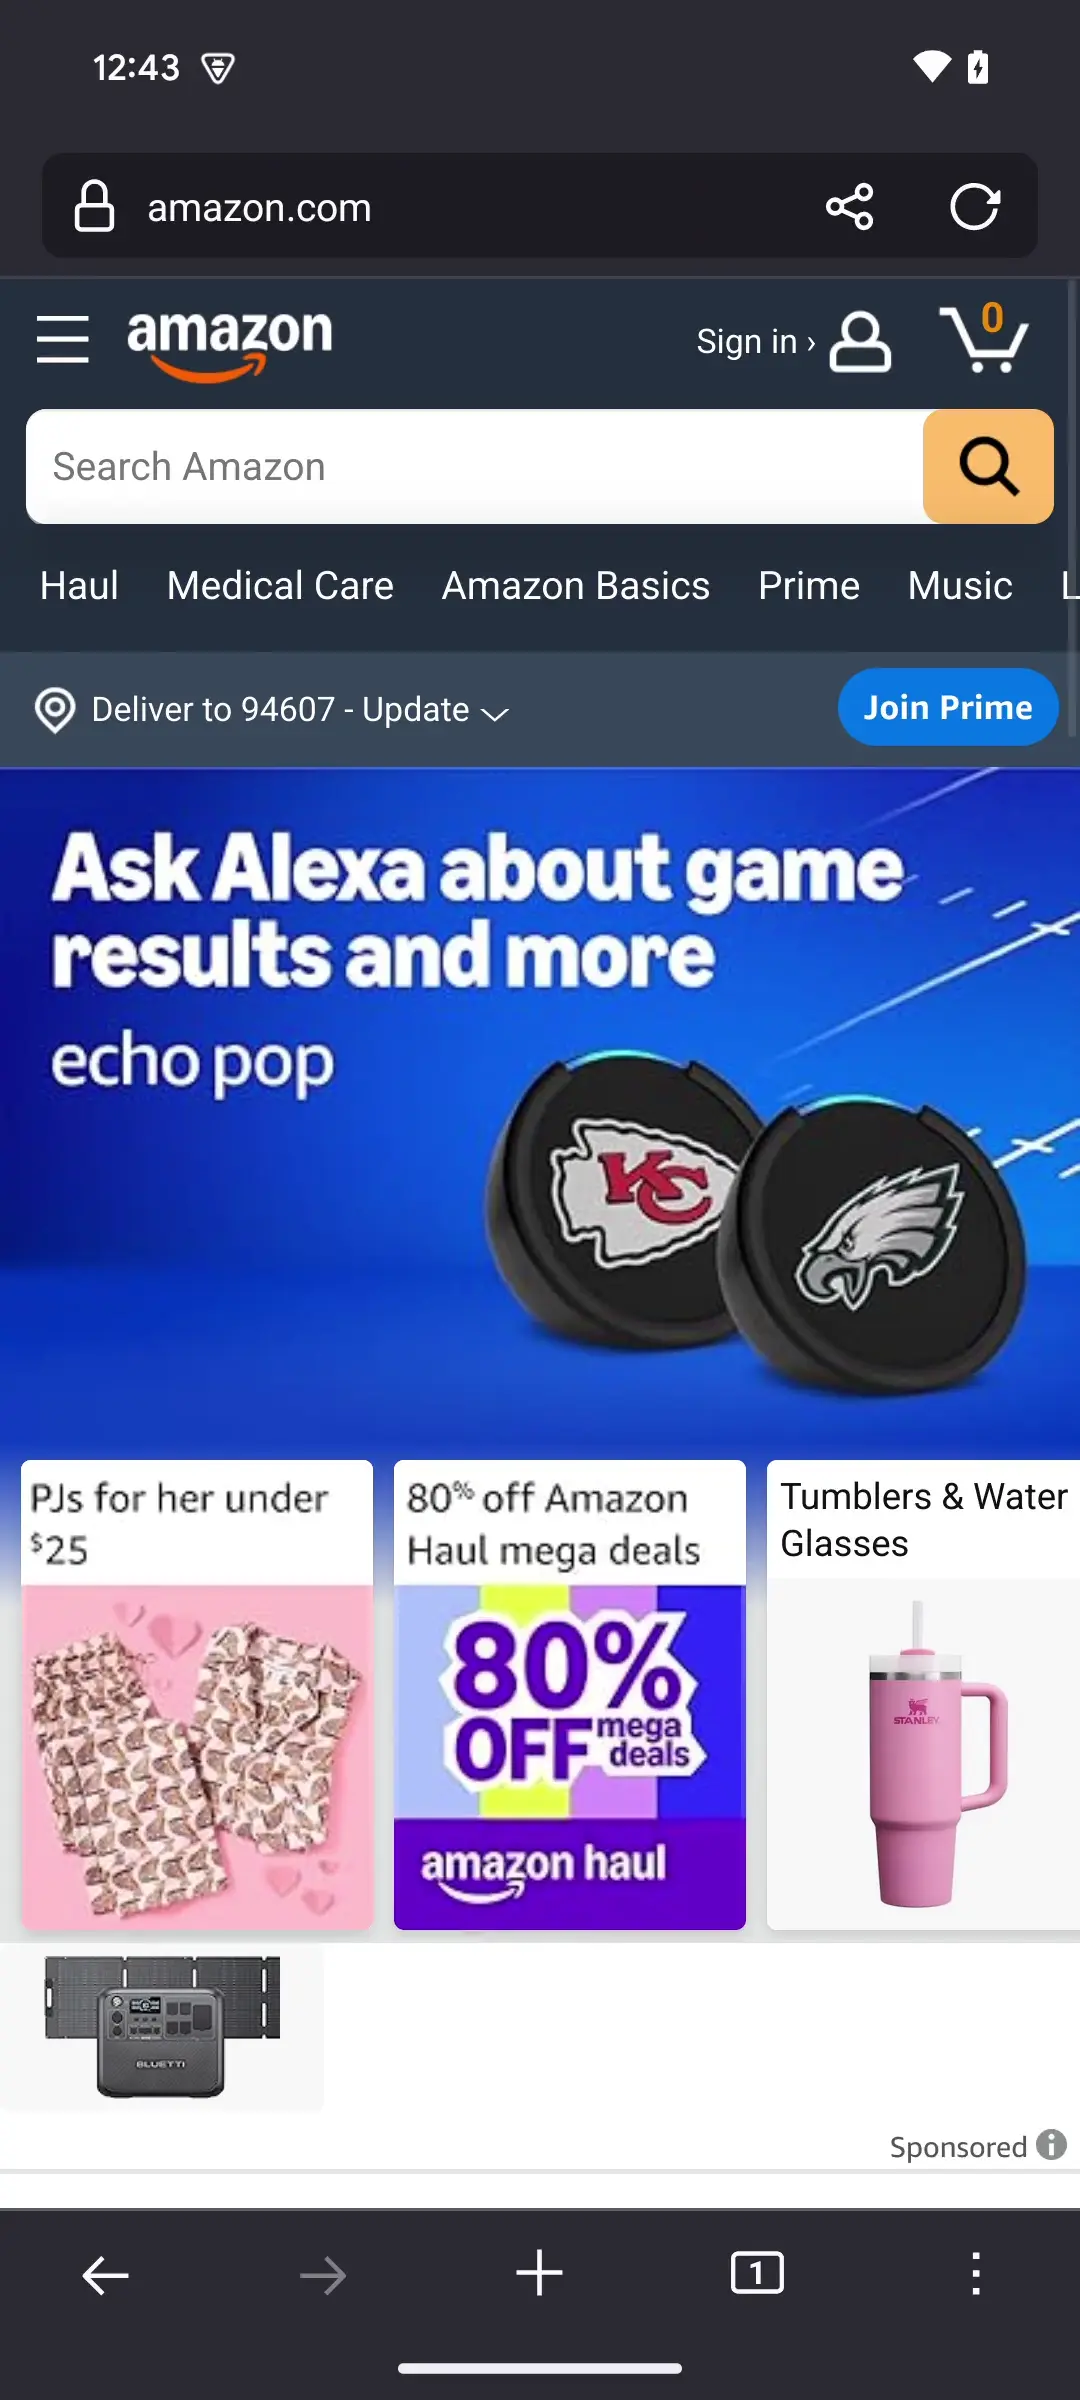 12:43
amazon.com
amazon
Sign in ›
0
Search Amazon
Haul Medical Care Amazon Basics Prime Music L
Deliver to 94607 - Update
Join Prime
Ask Alexa about game
results and more
echo pop
KC
PJs for her under
$25
80% off Amazon
Haul mega deals
80%
OFF mega
deals
amazon haul
Tumblers & Water
Glasses
STANLEY
BLUETTI
Sponsored
1